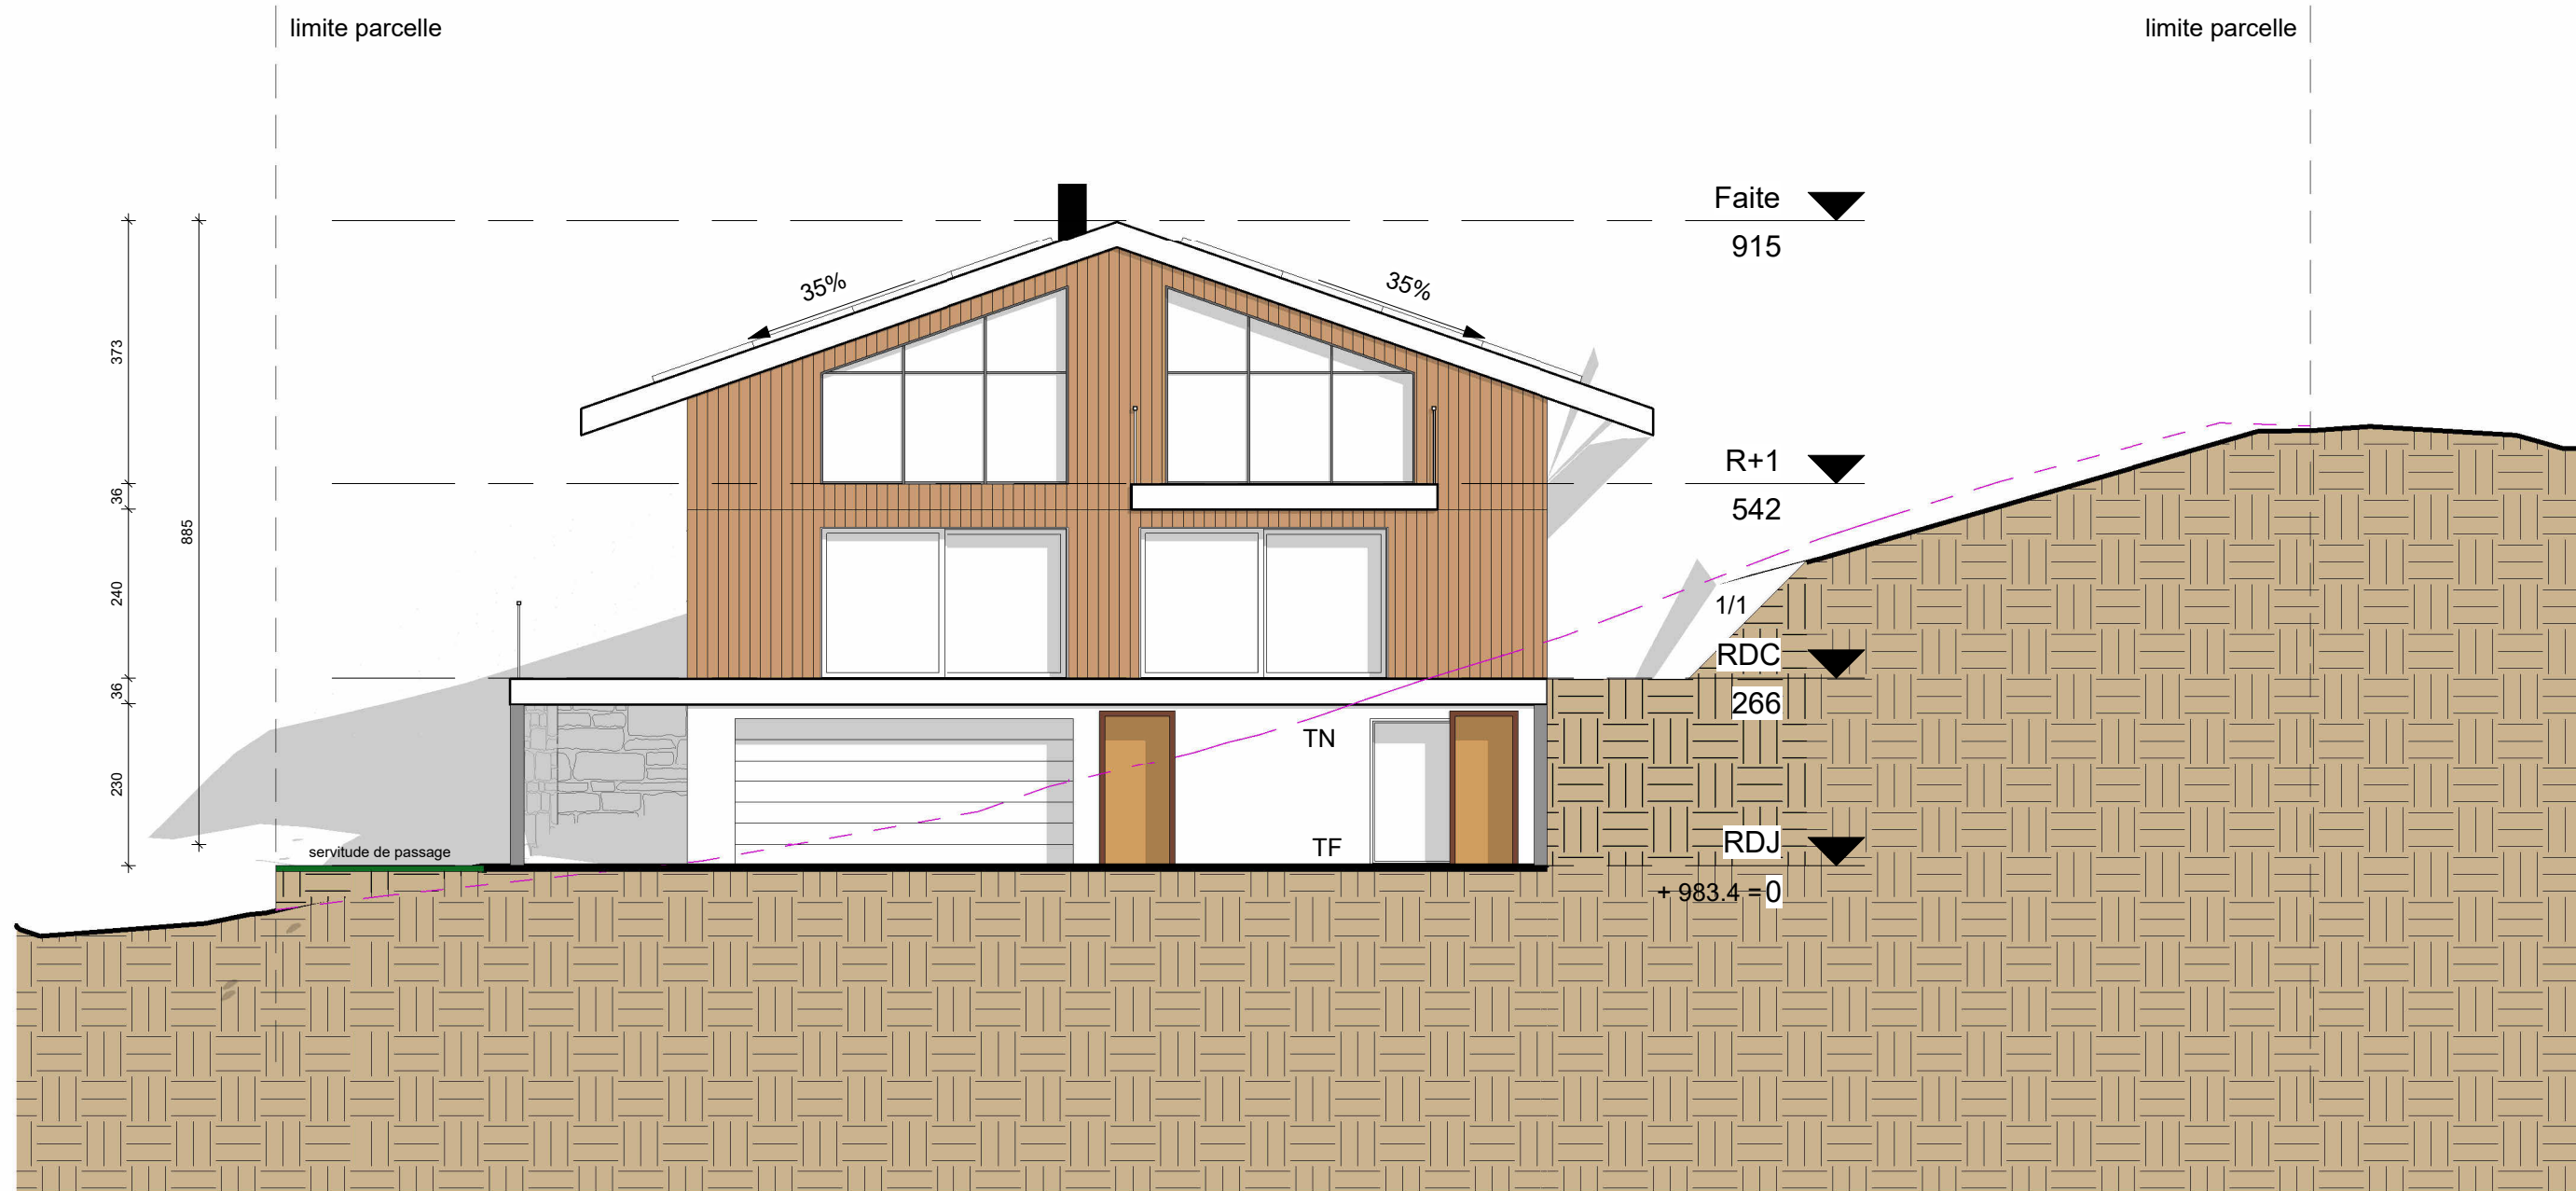 limite parcelle
limite parcelle
Faite
915
35%
35%
373
R+1
542
36
885
240
1/1
RDC
266
36
TN
230
RDJ
TF
servitude de passage
+ 983.4 = 0